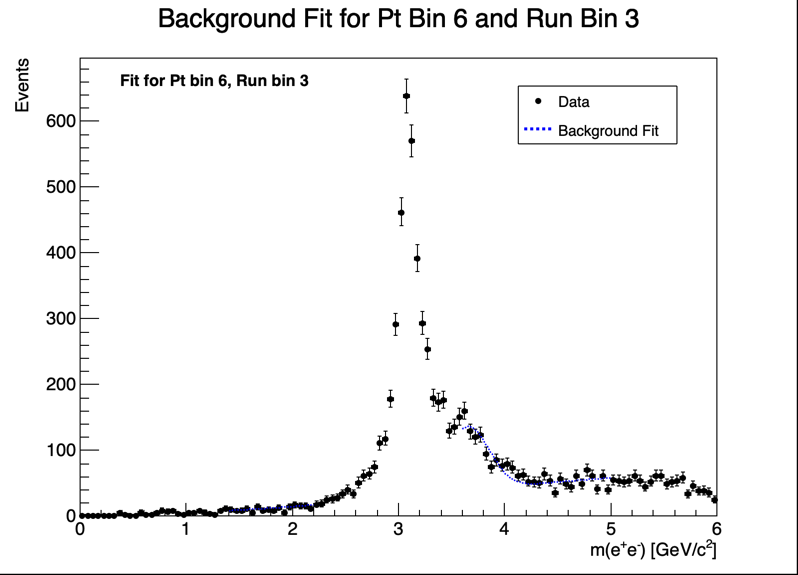 Background Fit for Pt Bin 6 and Run Bin 3
Events
Fit for Pt bin 6, Run bin 3
Data
Background Fit
600
500
400
300
200
100
0
0 1 2 3 4 5 6
m(e⁺e⁻) [GeV/c²]